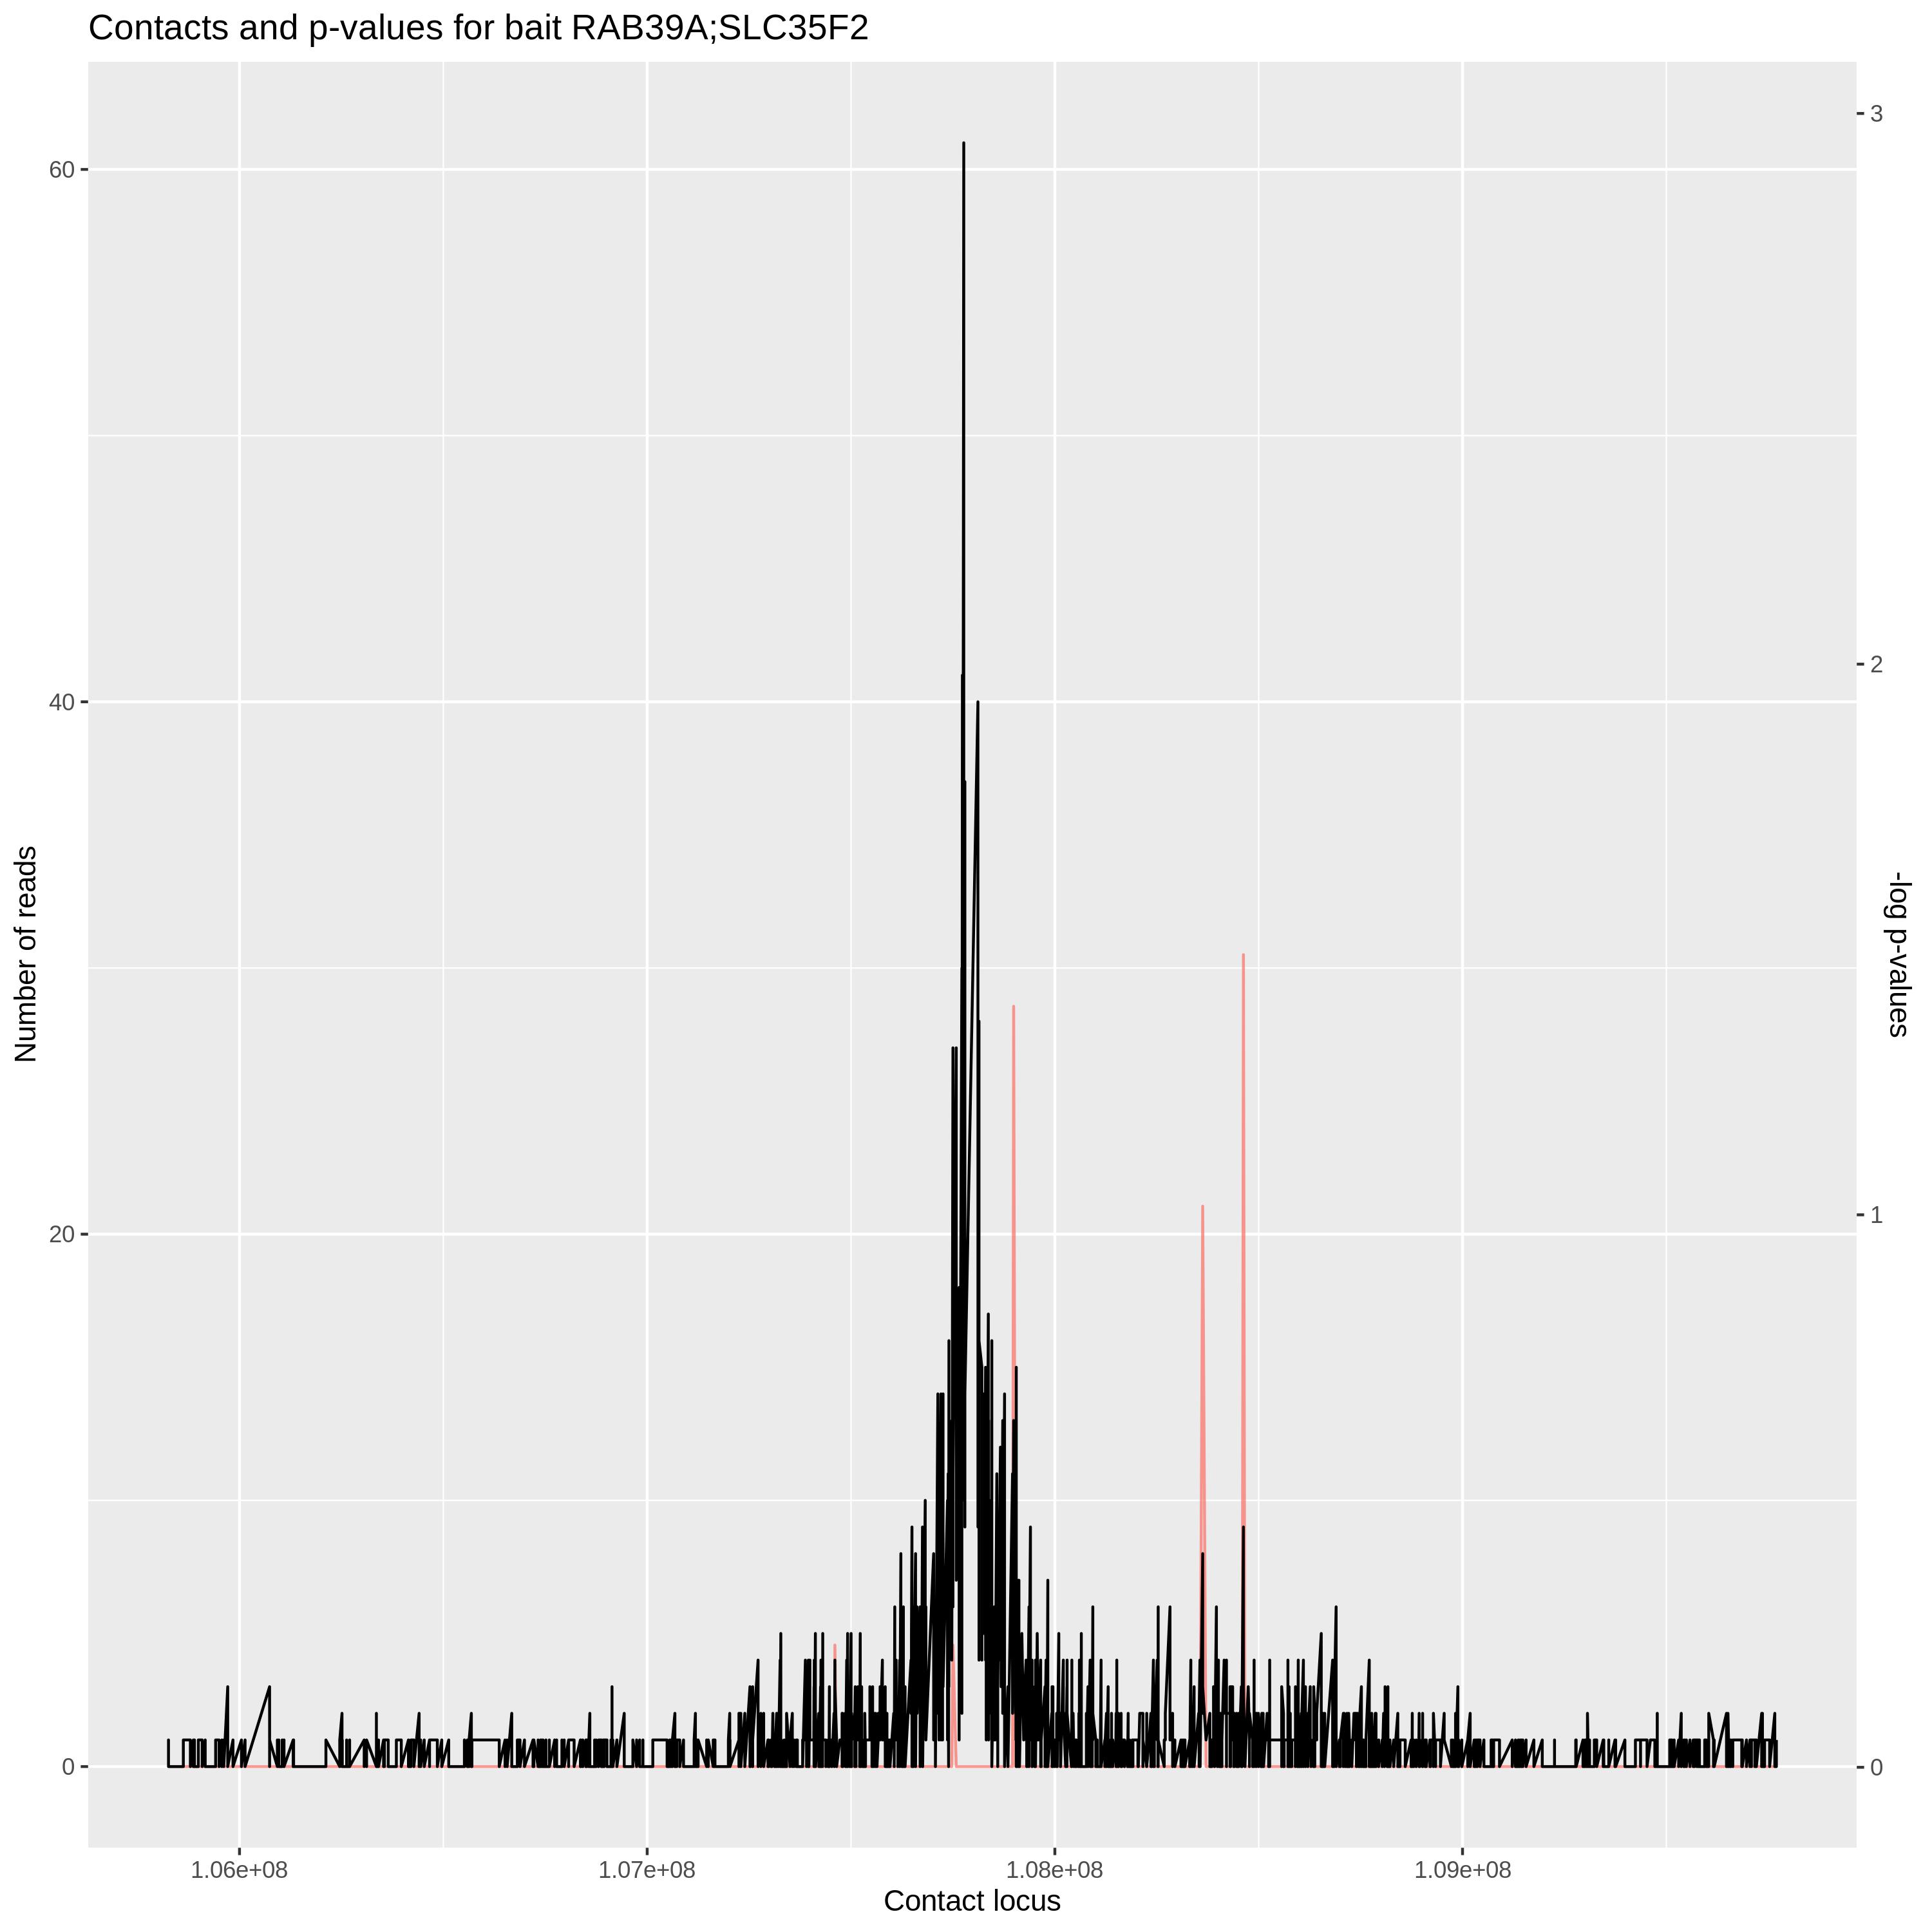 Contacts and p-values for bait RAB39A;SLC35F2
60
40
20
0
Number of reads
3
2
1
0
-log p-values
1.06e+08
1.07e+08
1.08e+08
1.09e+08
Contact locus